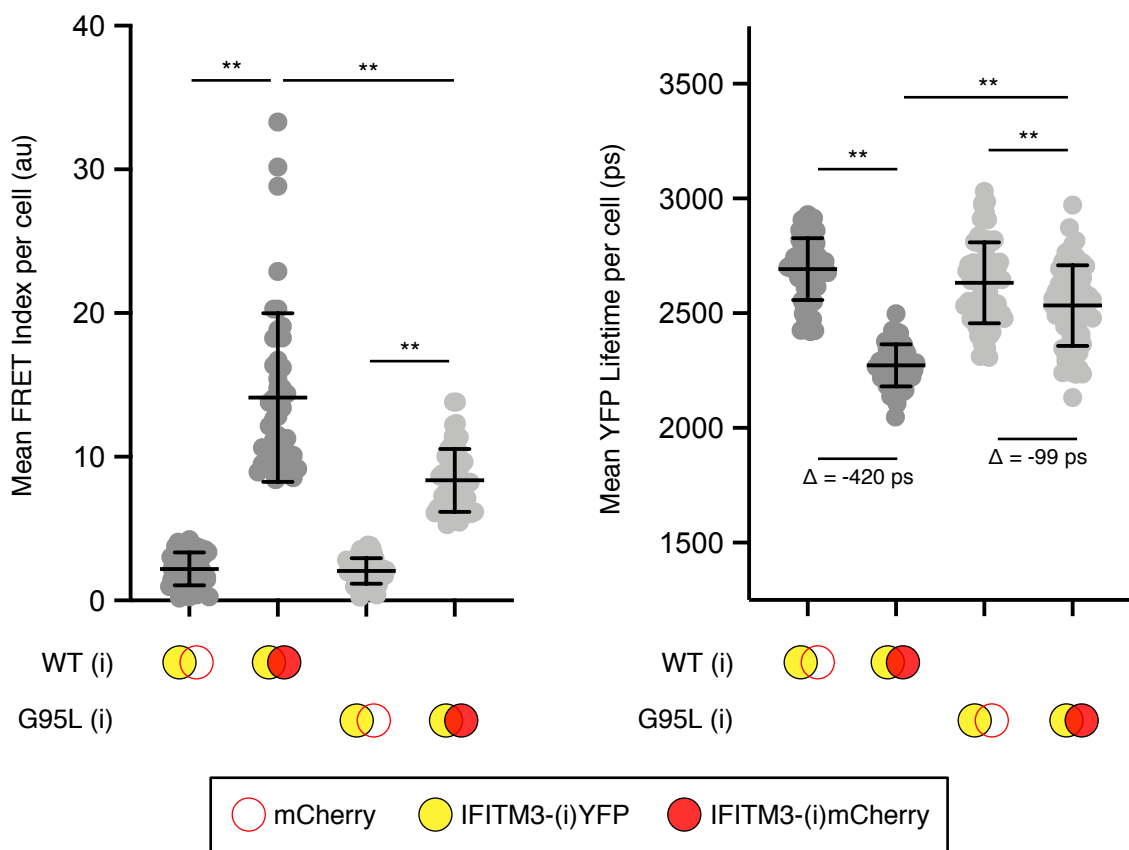 Mean FRET Index per cell (au)
40
30
20
10
0
**
**
**
Mean YFP Lifetime per cell (ps)
3500
3000
2500
2000
1500
**
**
**
Δ = -420 ps
Δ = -99 ps
WT (i)
WT (i)
G95L (i)
G95L (i)
mCherry IFITM3-(i)YFP IFITM3-(i)mCherry